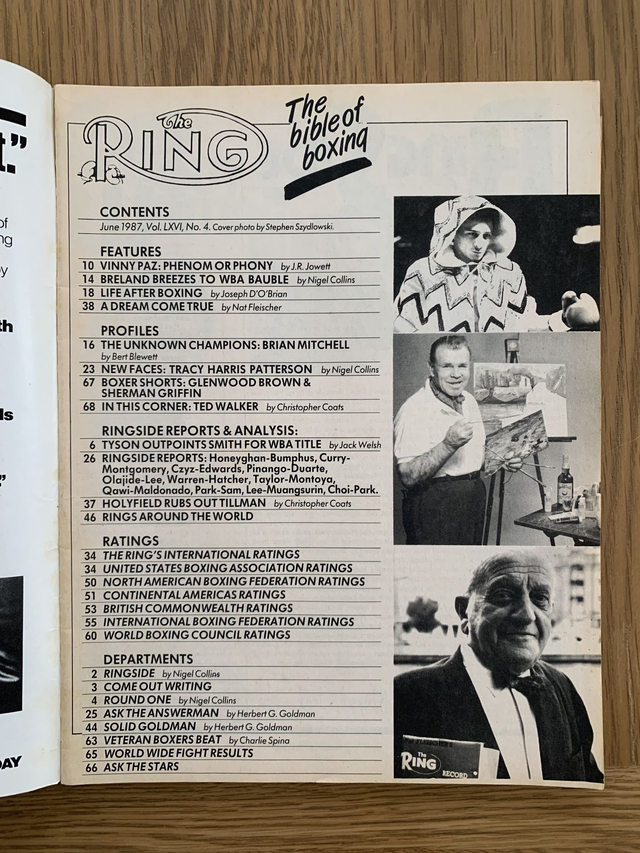 The
RING
The
bible of
boxing
CONTENTS
June 1987, Vol. LXVI, No. 4. Cover photo by Stephen Szydlowski.
FEATURES
10 VINNY PAZ: PHENOM OR PHONY by J.R. Jowett
14 BRELAND BREEZES TO WBA BAUBLE by Nigel Collins
18 LIFE AFTER BOXING by Joseph D'O'Brian
38 A DREAM COME TRUE by Nat Fleischer
PROFILES
16 THE UNKNOWN CHAMPIONS: BRIAN MITCHELL
by Bert Blewett
23 NEW FACES: TRACY HARRIS PATTERSON by Nigel Collins
67 BOXER SHORTS: GLENWOOD BROWN &
SHERMAN GRIFFIN
68 IN THIS CORNER: TED WALKER by Christopher Coats
RINGSIDE REPORTS & ANALYSIS:
6 TYSON OUTPOINTS SMITH FOR WBA TITLE by Jack Welsh
26 RINGSIDE REPORTS: Honeyghan-Bumphus, Curry-
Montgomery, Czyz-Edwards, Pinango-Duarte,
Olajide-Lee, Warren-Hatcher, Taylor-Montoya,
Qawi-Maldonado, Park-Sam, Lee-Muangsurin, Choi-Park.
37 HOLYFIELD RUBS OUT TILLMAN by Christopher Coats
46 RINGS AROUND THE WORLD
RATINGS
34 THE RING'S INTERNATIONAL RATINGS
34 UNITED STATES BOXING ASSOCIATION RATINGS
50 NORTH AMERICAN BOXING FEDERATION RATINGS
51 CONTINENTAL AMERICAS RATINGS
53 BRITISH COMMONWEALTH RATINGS
55 INTERNATIONAL BOXING FEDERATION RATINGS
60 WORLD BOXING COUNCIL RATINGS
DEPARTMENTS
2 RINGSIDE by Nigel Collins
3 COME OUT WRITING
4 ROUND ONE by Nigel Collins
25 ASK THE ANSWERMAN by Herbert G. Goldman
44 SOLID GOLDMAN by Herbert G. Goldman
63 VETERAN BOXERS BEAT by Charlie Spina
65 WORLD WIDE FIGHT RESULTS
66 ASK THE STARS
The
RING
RECORD
t."
of
ng
y
th
ls
"
DAY